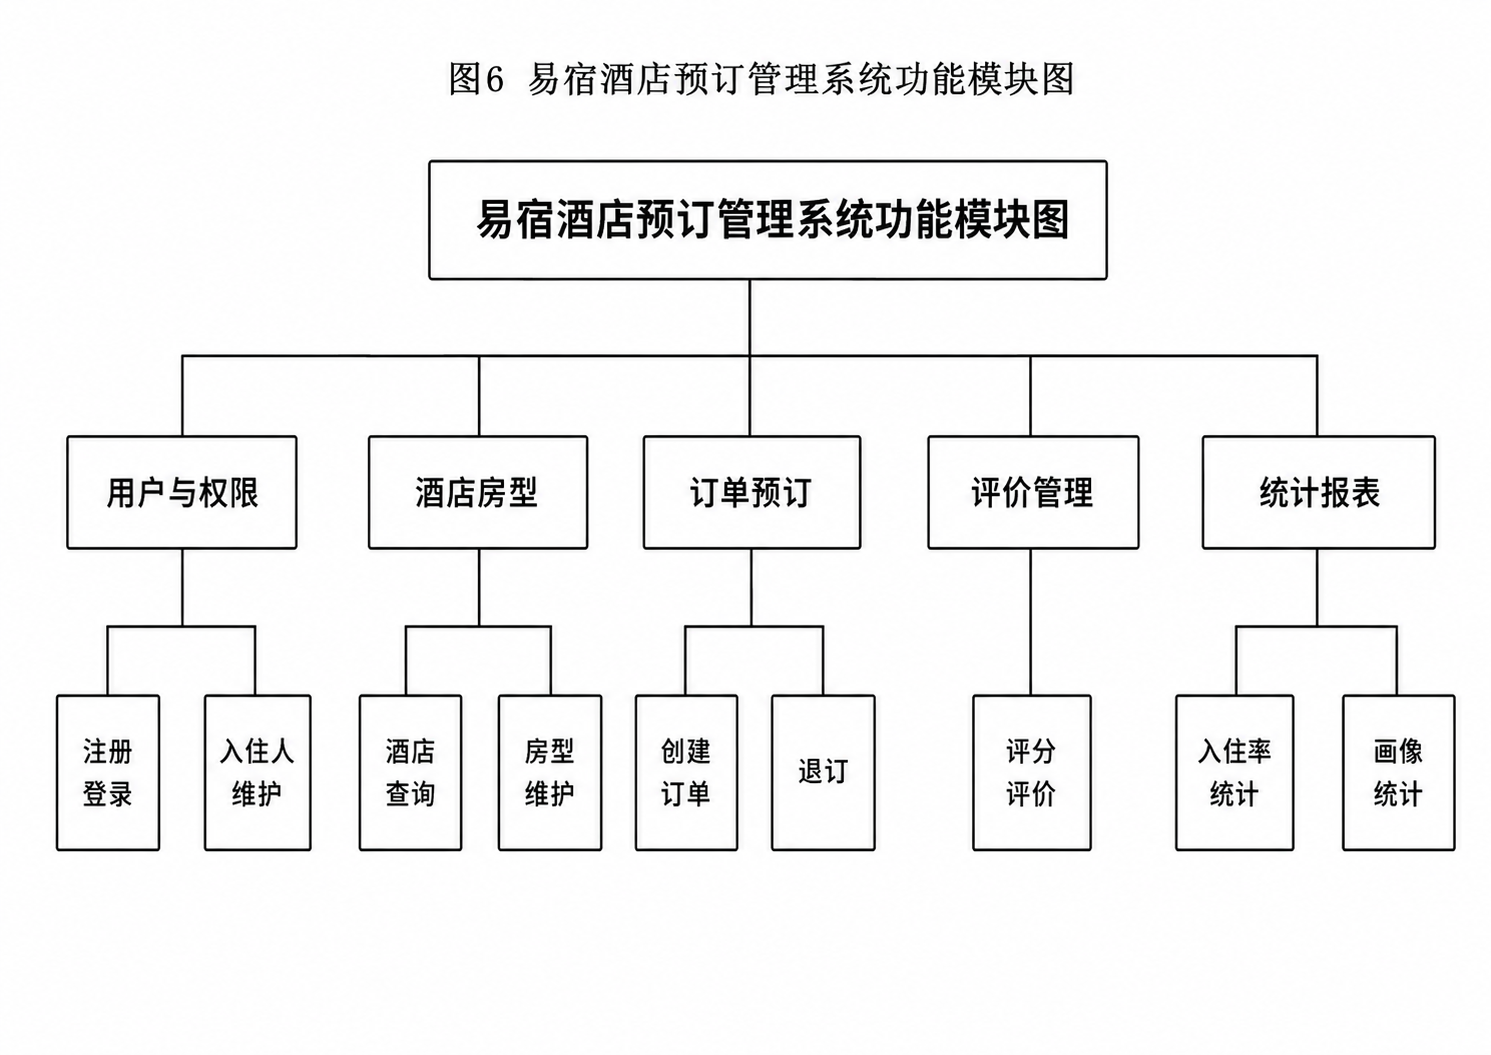 图6 易宿酒店预订管理系统功能模块图
易宿酒店预订管理系统功能模块图
用户与权限
酒店房型
订单预订
评价管理
统计报表
注册
登录
入住人
维护
酒店
查询
房型
维护
创建
订单
退订
评分
评价
入住率
统计
画像
统计